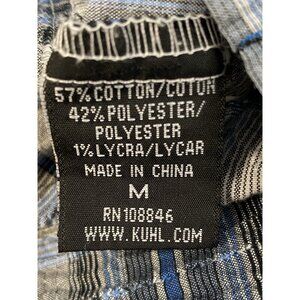 57% COTTON/COTON
42% POLYESTER/
POLYESTER
1% LYCRA/LYCAR
MADE IN CHINA
M
RN108846
WWW.KUHL.COM